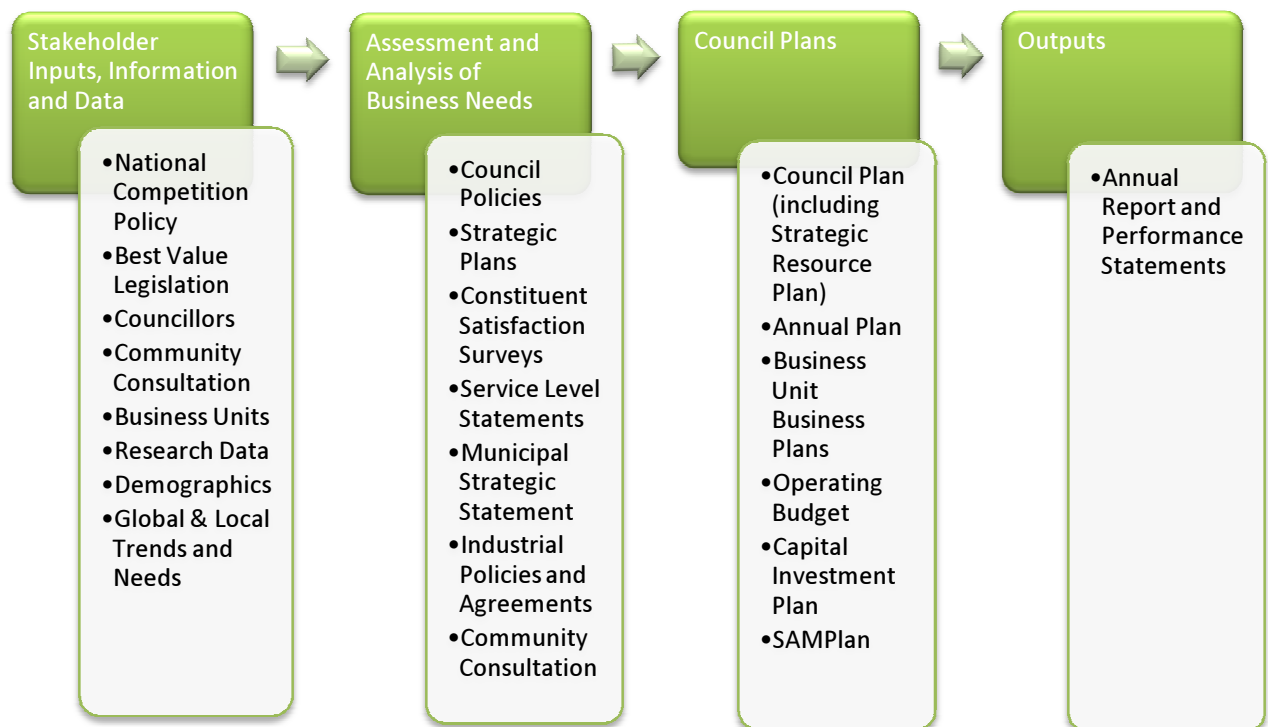 Stakeholder
Inputs, Information
and Data
•National
Competition
Policy
•Best Value
Legislation
•Councillors
•Community
Consultation
•Business Units
•Research Data
•Demographics
•Global & Local
Trends and
Needs
Assessment and
Analysis of
Business Needs
•Council
Policies
•Strategic
Plans
•Constituent
Satisfaction
Surveys
•Service Level
Statements
•Municipal
Strategic
Statement
•Industrial
Policies and
Agreements
•Community
Consultation
Council Plans
•Council Plan
(including
Strategic
Resource
Plan)
•Annual Plan
•Business
Unit
Business
Plans
•Operating
Budget
•Capital
Investment
Plan
•SAMPlan
Outputs
•Annual
Report and
Performance
Statements